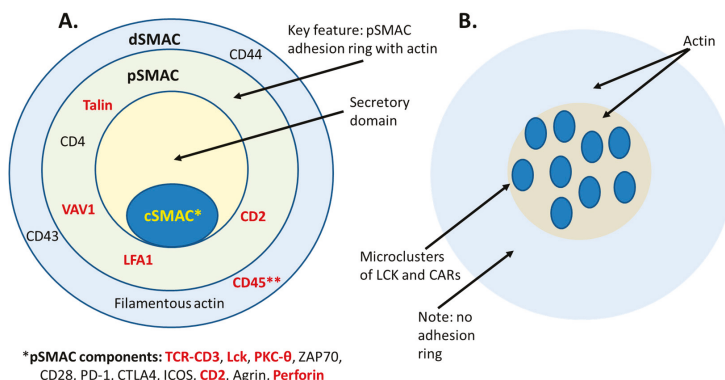 A.
dSMAC
CD44
pSMAC
Talin
CD4
VAV1
CD43
cSMAC*
CD2
LFA1
CD45**
Filamentous actin
Key feature: pSMAC
adhesion ring with actin
Secretory
domain
*pSMAC components: TCR-CD3, Lck, PKC-θ, ZAP70,
CD28, PD-1, CTLA4, ICOS, CD2, Agrin, Perforin
B.
Actin
Microclusters
of LCK and CARs
Note: no
adhesion
ring